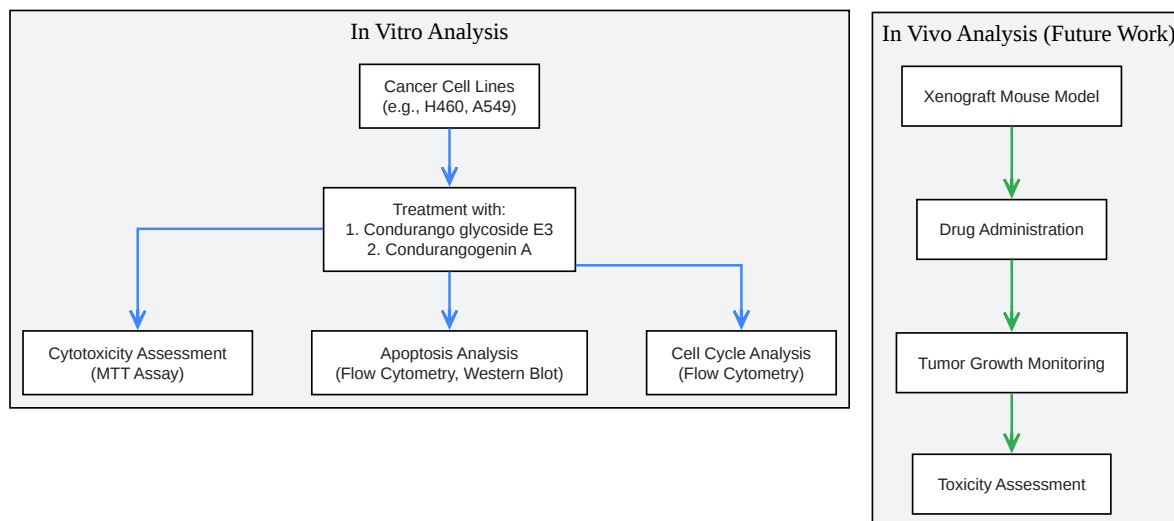 In Vitro Analysis
Cancer Cell Lines
(e.g., H460, A549)
Treatment with:
1. Condurango glycoside E3
2. Condurangogenin A
Cytotoxicity Assessment
(MTT Assay)
Apoptosis Analysis
(Flow Cytometry, Western Blot)
Cell Cycle Analysis
(Flow Cytometry)
In Vivo Analysis (Future Work)
Xenograft Mouse Model
Drug Administration
Tumor Growth Monitoring
Toxicity Assessment